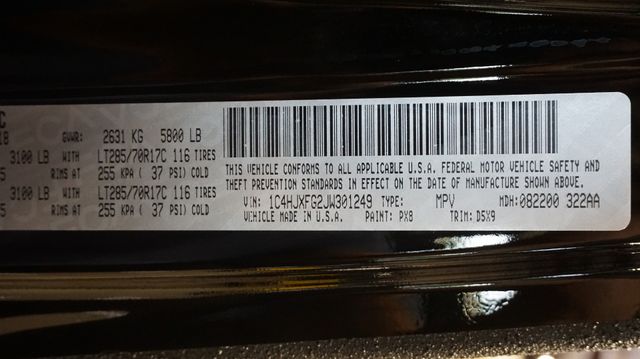 C
18 GVWR: 2631 KG 5800 LB
3100 LB WITH LT285/70R17C 116 TIRES
5 RIMS AT 255 KPA ( 37 PSI) COLD
3100 LB WITH LT285/70R17C 116 TIRES
5 RIMS AT 255 KPA ( 37 PSI) COLD
THIS VEHICLE CONFORMS TO ALL APPLICABLE U.S.A. FEDERAL MOTOR VEHICLE SAFETY AND
THEFT PREVENTION STANDARDS IN EFFECT ON THE DATE OF MANUFACTURE SHOWN ABOVE.
VIN: 1C4HJXFG2JW301249 TYPE: MPV MDH: 082200 322AA
VEHICLE MADE IN U.S.A. PAINT: PX8 TRIM: D5X9